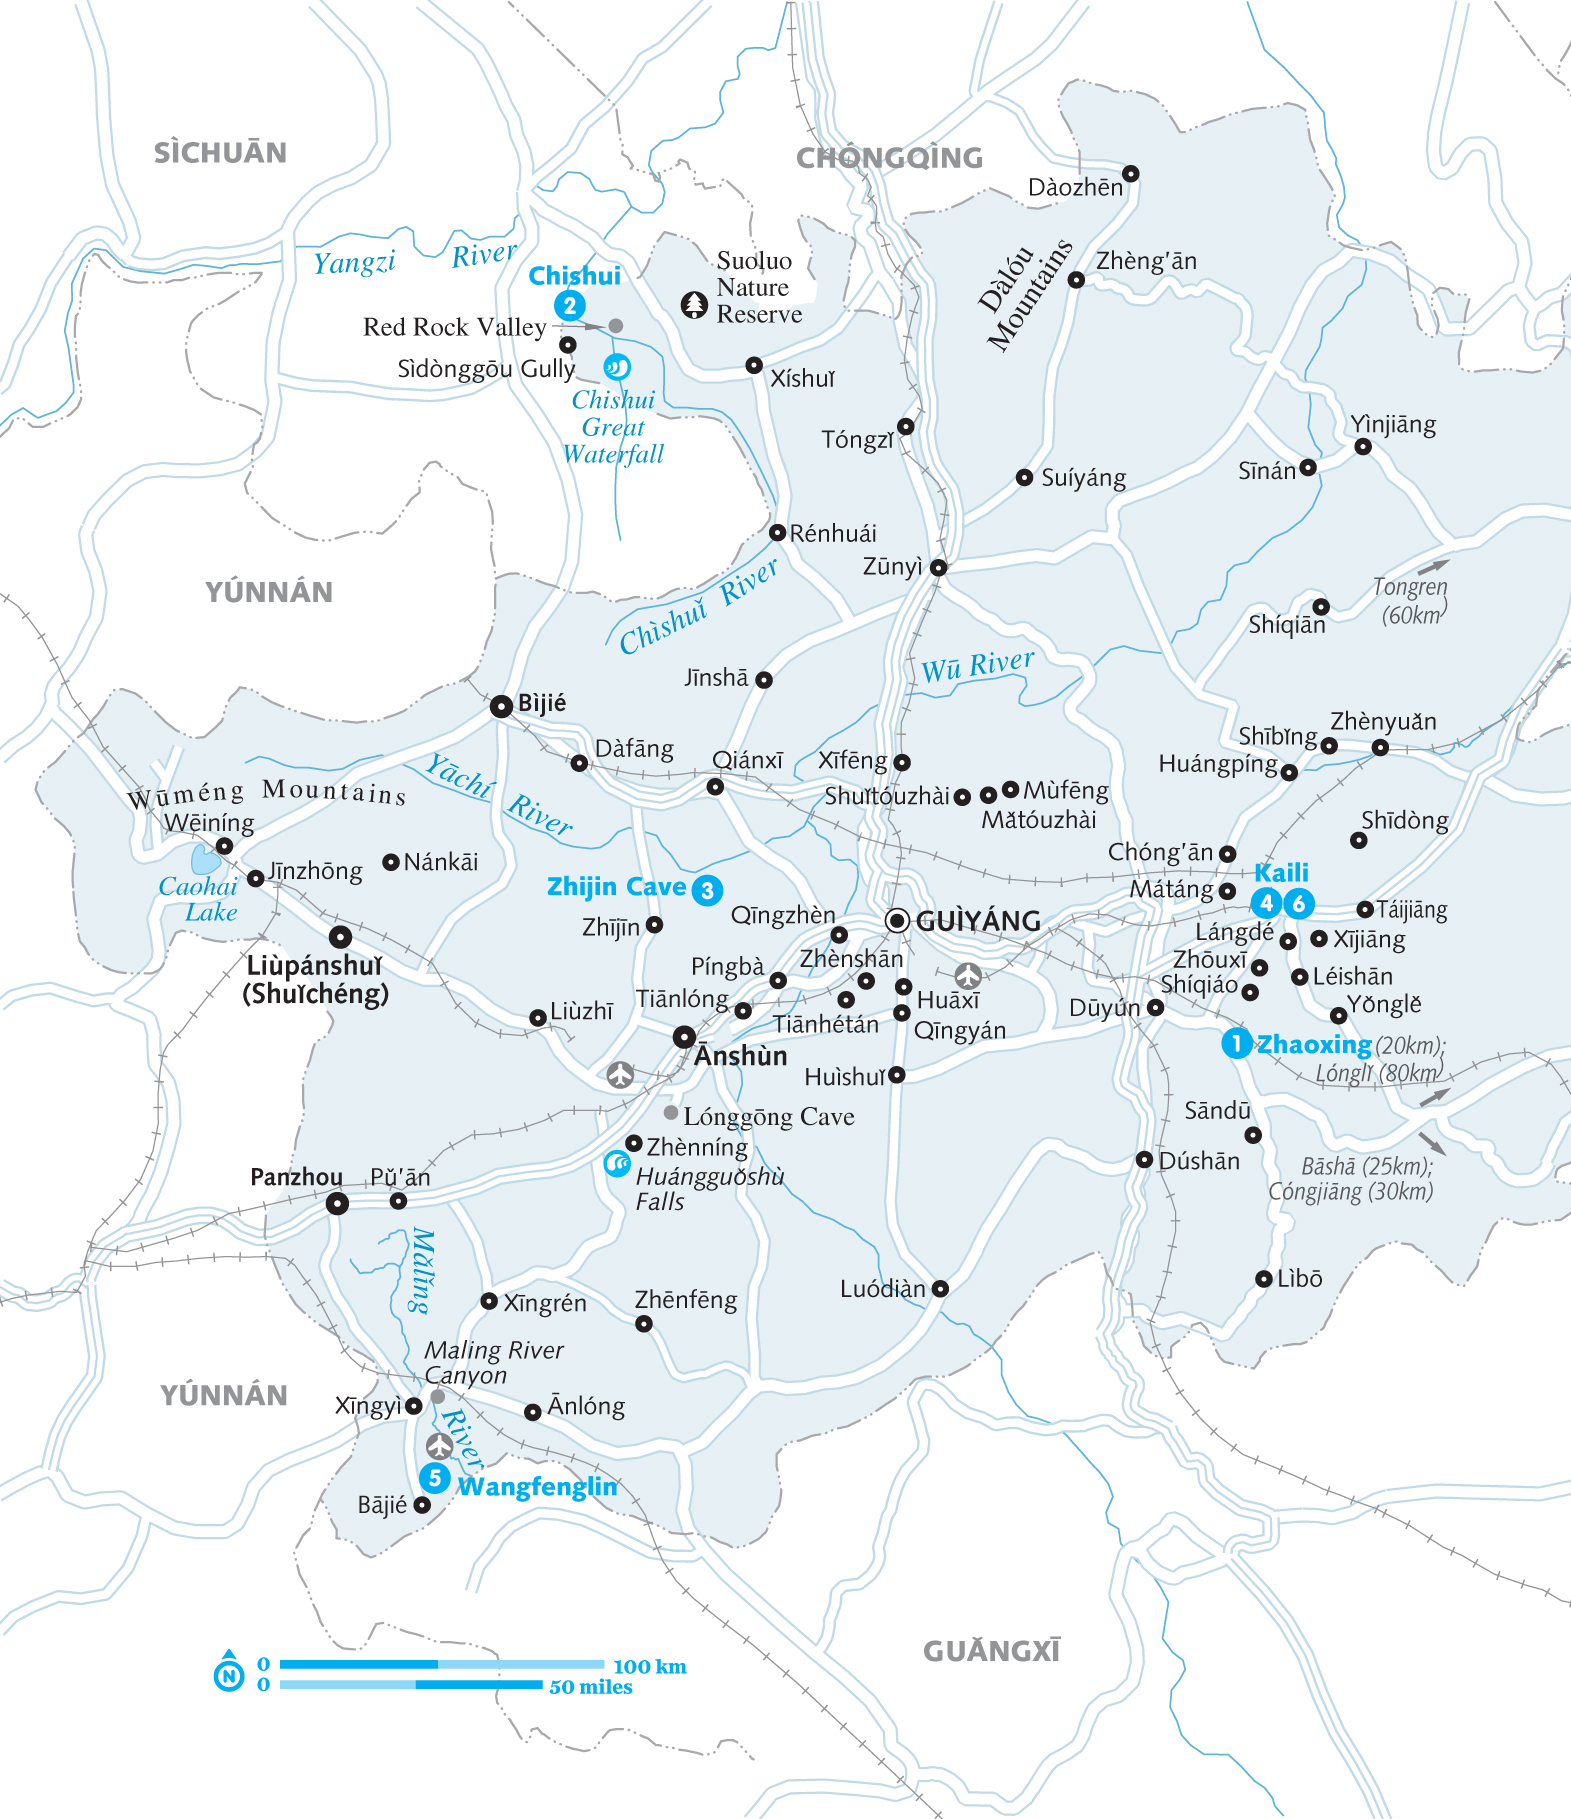 SÌCHUĀN
CHÓNGQÌNG
Dàozhēn
Yangzi River
Suoluo
Nature
Reserve
Dàlóu
Mountains
Zhèng'ān
Chishui
2
Red Rock Valley
Sìdònggōu Gully
Xíshuǐ
Chishui
Great
Waterfall
Tóngzǐ
Yìnjiāng
Sīnán
Suíyáng
Rénhuái
Zūnyì
YÚNNÁN
Chìshuǐ River
Tongren
(60km)
Shíqiān
Jīnshā
Wū River
Bìjié
Dàfāng
Qiánxī
Xīfēng
Shībǐng
Zhènyuǎn
Huángpíng
Yāchí River
Wūméng Mountains
Shuǐtóuzhài
Mùfēng
Mǎtóuzhài
Wēiníng
Shīdòng
Jīnzhōng
Nánkāi
Chóng'ān
Kaili
Caohai
Lake
Zhijin Cave
3
Mátáng
4
6
Zhījīn
Qīngzhèn
GUÌYÁNG
Táijiāng
Lángdé
Xījiāng
Liùpánshuǐ
(Shuǐchéng)
Píngbà
Zhènshān
Zhōuxī
Léishān
Shíqiáo
Liùzhī
Tiānlóng
Huāxī
Dūyún
Yǒnglě
Tiānhétán
Qīngyán
Ānshùn
1
Zhaoxing (20km);
Lónglǐ (80km)
Huìshuǐ
Lónggōng Cave
Sāndū
Zhènníng
Huángguǒshù
Falls
Dúshān
Bāshā (25km);
Cóngjiāng (30km)
Panzhou
Pǔ'ān
Mǎlǐng
Luódiàn
Lìbō
Xīngrén
Zhēnfēng
Maling River
Canyon
YÚNNÁN
Xīngyì
Ānlóng
River
5
Wangfenglin
Bājié
GUǍNGXĪ
N
0
100 km
0
50 miles